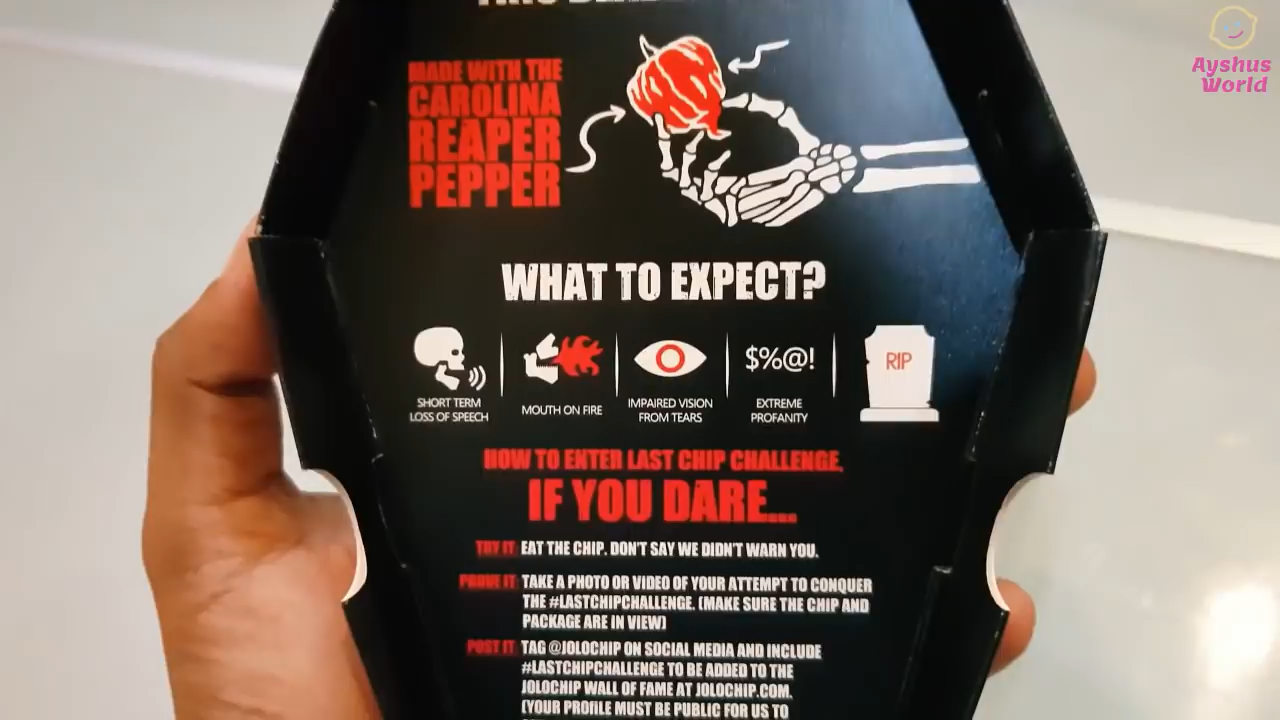 Ayshus
World
MADE WITH THE
CAROLINA
REAPER
PEPPER
WHAT TO EXPECT?
SHORT TERM
LOSS OF SPEECH
MOUTH ON FIRE
IMPAIRED VISION
FROM TEARS
$%@!
EXTREME
PROFANITY
RIP
HOW TO ENTER LAST CHIP CHALLENGE,
IF YOU DARE...
TRY IT EAT THE CHIP. DON'T SAY WE DIDN'T WARN YOU.
PROVE IT TAKE A PHOTO OR VIDEO OF YOUR ATTEMPT TO CONQUER
THE #LASTCHIPCHALLENGE. (MAKE SURE THE CHIP AND
PACKAGE ARE IN VIEW)
POST IT TAG @JOLOCHIP ON SOCIAL MEDIA AND INCLUDE
#LASTCHIPCHALLENGE TO BE ADDED TO THE
JOLOCHIP WALL OF FAME AT JOLOCHIP.COM.
(YOUR PROFILE MUST BE PUBLIC FOR US TO